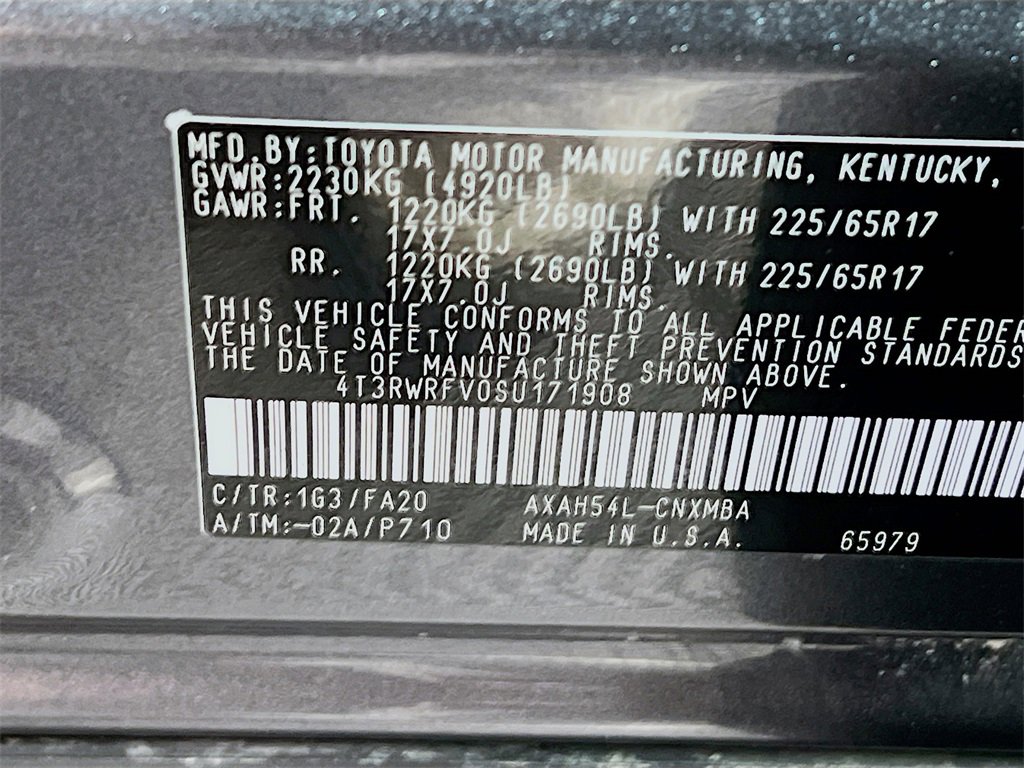 MFD.BY:TOYOTA MOTOR MANUFACTURING, KENTUCKY,
GVWR:2230KG (4920LB)
GAWR:FRT. 1220KG (2690LB) WITH 225/65R17
17X7.0J RIMS.
RR. 1220KG (2690LB) WITH 225/65R17
17X7.0J RIMS.
THIS VEHICLE CONFORMS TO ALL APPLICABLE FEDER
VEHICLE SAFETY AND THEFT PREVENTION STANDARDS
THE DATE OF MANUFACTURE SHOWN ABOVE.
4T3RWRFV0SU171908 MPV
C/TR:1G3/FA20 AXAH54L-CNXMBA
A/TM:-02A/P710 MADE IN U.S.A. 65979